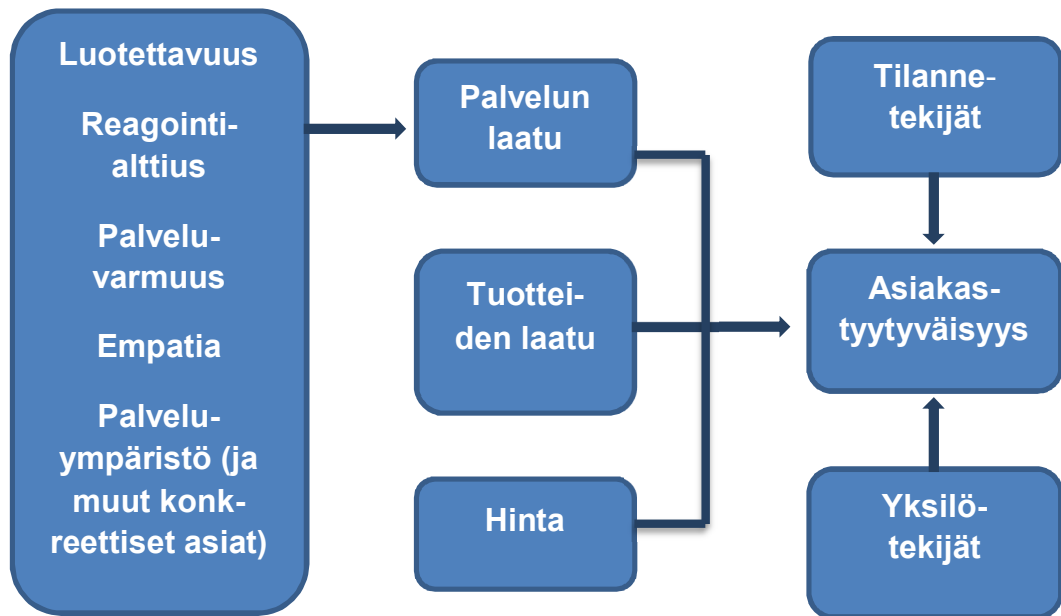 Luotettavuus
Reagointi-
alttius
Palvelu-
varmuus
Empatia
Palvelu-
ympäristö (ja
muut konk-
reettiset asiat)
Palvelun
laatu
Tuottei-
den laatu
Hinta
Tilanne-
tekijät
Asiakas-
tyytyväisyys
Yksilö-
tekijät